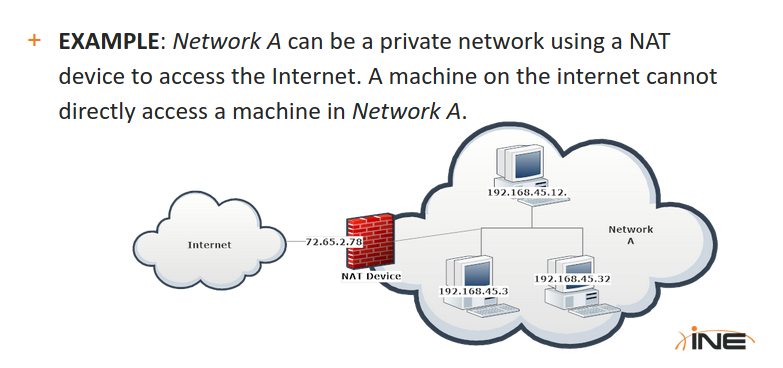 + EXAMPLE: Network A can be a private network using a NAT
device to access the Internet. A machine on the internet cannot
directly access a machine in Network A.
192.168.45.12.
Network
A
Internet
72.65.2.78
NAT Device
192.168.45.32
192.168.45.3
INE